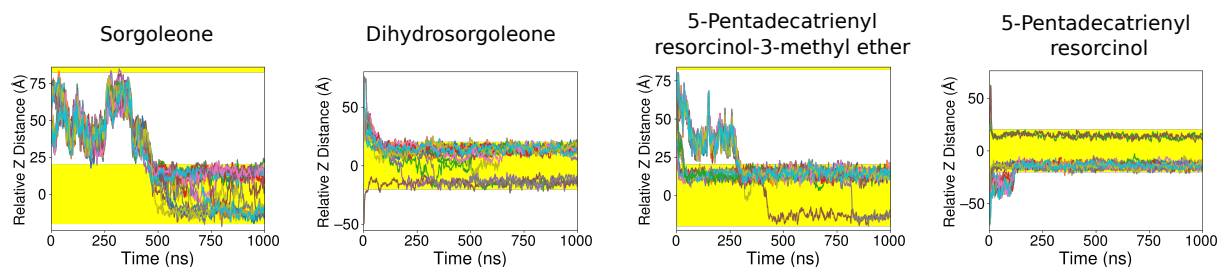 Sorgoleone
Relative Z Distance (Å)
75
50
25
0
0
250
500
750
1000
Time (ns)
Dihydrosorgoleone
Relative Z Distance (Å)
50
0
−50
0
250
500
750
1000
Time (ns)
5-Pentadecatrienyl
resorcinol-3-methyl ether
Relative Z Distance (Å)
75
50
25
0
0
250
500
750
1000
Time (ns)
5-Pentadecatrienyl
resorcinol
Relative Z Distance (Å)
50
0
−50
0
250
500
750
1000
Time (ns)